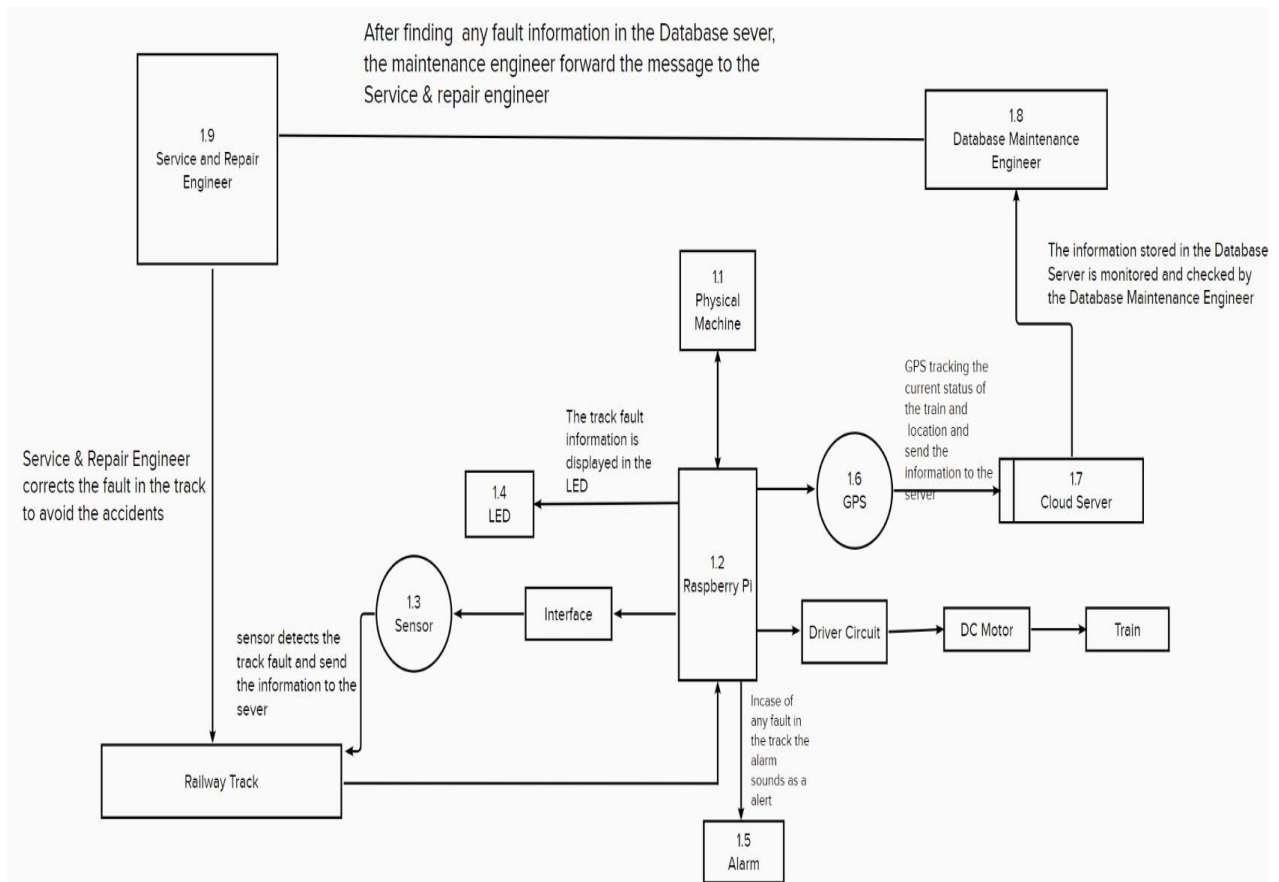 After finding any fault information in the Database sever,
the maintenance engineer forward the message to the
Service & repair engineer
1.9
Service and Repair
Engineer
1.8
Database Maintenance
Engineer
The information stored in the Database
Server is monitored and checked by
the Database Maintenance Engineer
1.1
Physical
Machine
GPS tracking the
current status of
the train and
location and
send the
information to the
server
The track fault
information is
displayed in the
LED
Service & Repair Engineer
corrects the fault in the track
to avoid the accidents
1.4
LED
1.6
GPS
1.7
Cloud Server
1.2
Raspberry Pi
1.3
Sensor
Interface
Driver Circuit
DC Motor
Train
sensor detects the
track fault and send
the information to the
sever
Incase of
any fault in
the track the
alarm
sounds as a
alert
Railway Track
1.5
Alarm